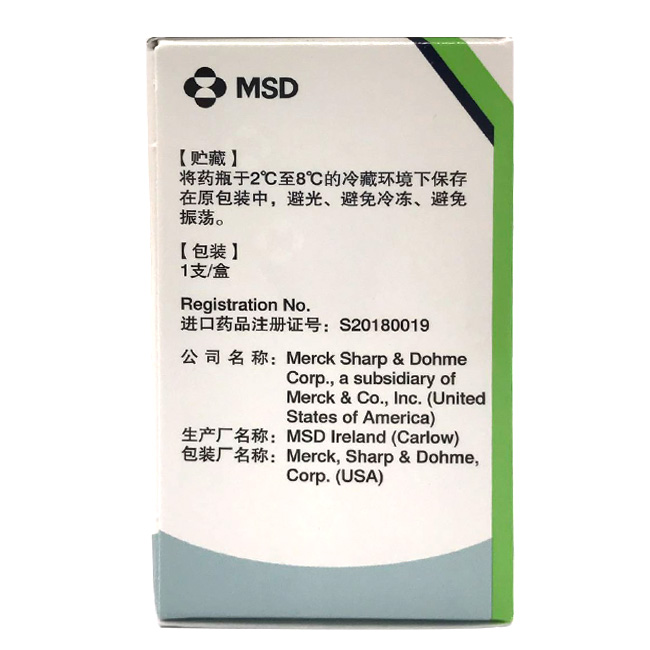 MSD
【贮藏】
将药瓶于2℃至8℃的冷藏环境下保存
在原包装中，避光、避免冷冻、避免
振荡。
【包装】
1支/盒
Registration No.
进口药品注册证号：S20180019
公司名称：Merck Sharp & Dohme
Corp., a subsidiary of
Merck & Co., Inc. (United
States of America)
生产厂名称：MSD Ireland (Carlow)
包装厂名称：Merck, Sharp & Dohme,
Corp. (USA)